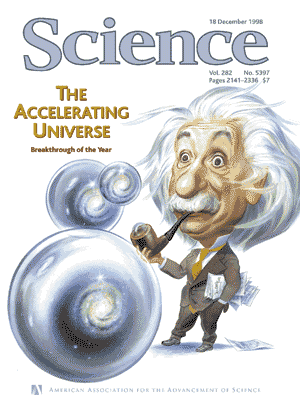 18 December 1998
Science
Vol. 282 No. 5397
Pages 2141–2336 $7
THE
ACCELERATING
UNIVERSE
Breakthrough of the Year
AMERICAN ASSOCIATION FOR THE ADVANCEMENT OF SCIENCE